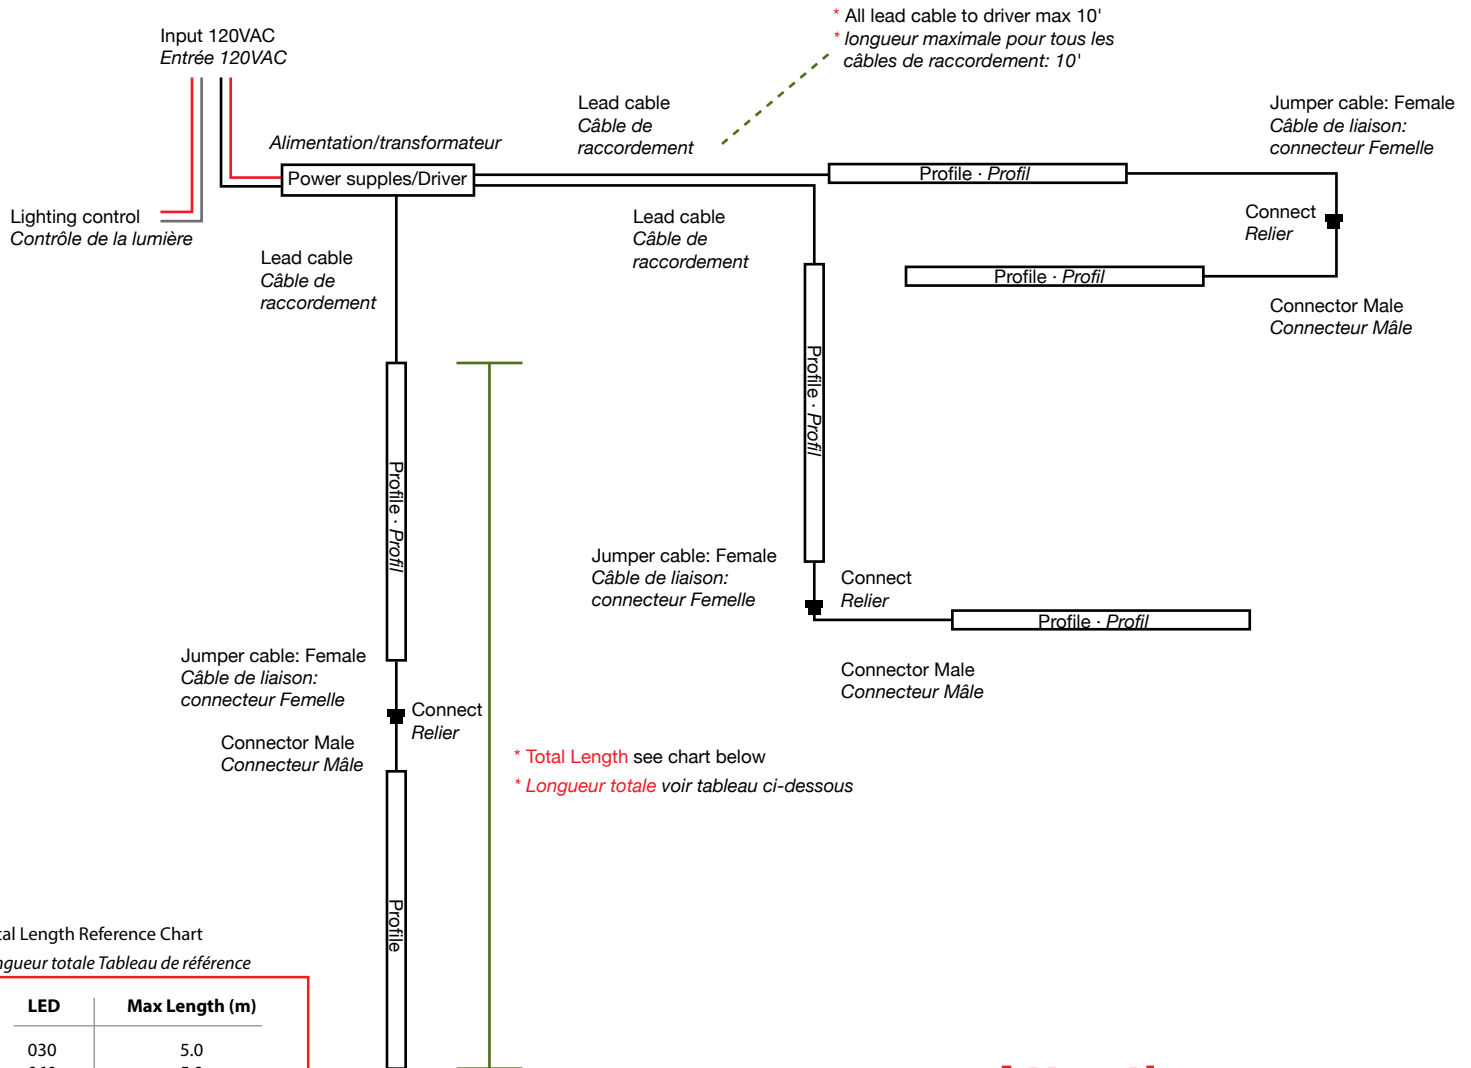 * All lead cable to driver max 10'
* longueur maximale pour tous les
câbles de raccordement: 10'
Input 120VAC
Entrée 120VAC
Lead cable
Câble de
raccordement
Jumper cable: Female
Câble de liaison:
connecteur Femelle
Alimentation/transformateur
Power supples/Driver
Profile · Profil
Lighting control
Contrôle de la lumière
Lead cable
Câble de
raccordement
Connect
Relier
Lead cable
Câble de
raccordement
Profile · Profil
Connector Male
Connecteur Mâle
Profile · Profil
Profile · Profil
Jumper cable: Female
Câble de liaison:
connecteur Femelle
Connect
Relier
Profile · Profil
Connector Male
Connecteur Mâle
Jumper cable: Female
Câble de liaison:
connecteur Femelle
Connect
Relier
Connector Male
Connecteur Mâle
* Total Length see chart below
* Longueur totale voir tableau ci-dessous
Profile
tal Length Reference Chart
ngueur totale Tableau de référence
LED Max Length (m)
030 5.0